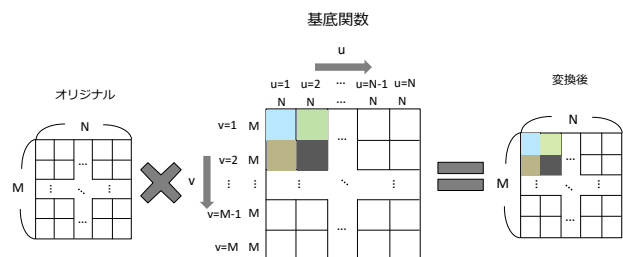 基底関数
u
u=1 u=2 ... u=N-1 u=N
N N ... N N
オリジナル
N
M
...
⋮ ⋱ ⋮
...
v
v=1 M
v=2 M
⋮ ⋮
v=M-1 M
v=M M
...
⋮ ⋱ ⋮
...
変換後
N
M
...
⋮ ⋱ ⋮
...